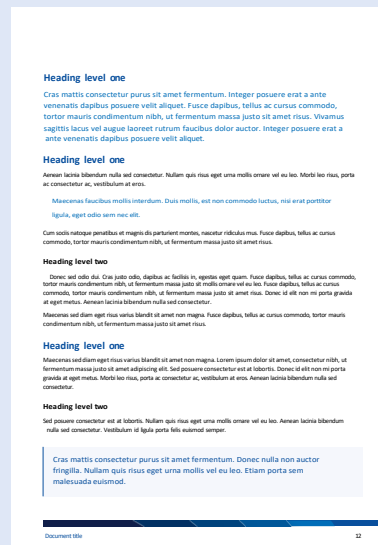 Heading level one
Cras mattis consectetur purus sit amet fermentum. Integer posuere erat a ante
venenatis dapibus posuere velit aliquet. Fusce dapibus, tellus ac cursus commodo,
tortor mauris condimentum nibh, ut fermentum massa justo sit amet risus. Vivamus
sagittis lacus vel augue laoreet rutrum faucibus dolor auctor. Integer posuere erat a
ante venenatis dapibus posuere velit aliquet.
Heading level one
Aenean lacinia bibendum nulla sed consectetur. Nullam quis risus eget urna mollis ornare vel eu leo. Morbi leo risus, porta
ac consectetur ac, vestibulum at eros.
Maecenas faucibus mollis interdum. Duis mollis, est non commodo luctus, nisi erat porttitor
ligula, eget odio sem nec elit.
Cum sociis natoque penatibus et magnis dis parturient montes, nascetur ridiculus mus. Fusce dapibus, tellus ac cursus
commodo, tortor mauris condimentum nibh, ut fermentum massa justo sit amet risus.
Heading level two
Donec sed odio dui. Cras justo odio, dapibus ac facilisis in, egestas eget quam. Fusce dapibus, tellus ac cursus commodo,
tortor mauris condimentum nibh, ut fermentum massa justo sit mollis ornare vel eu leo. Fusce dapibus, tellus ac cursus
commodo, tortor mauris condimentum nibh, ut fermentum massa justo sit amet risus. Donec id elit non mi porta gravida
at eget metus. Aenean lacinia bibendum nulla sed consectetur.
Maecenas sed diam eget risus varius blandit sit amet non magna. Fusce dapibus, tellus ac cursus commodo, tortor mauris
condimentum nibh, ut fermentum massa justo sit amet risus.
Heading level one
Maecenas sed diam eget risus varius blandit sit amet non magna. Lorem ipsum dolor sit amet, consectetur nibh, ut
fermentum massa justo sit amet adipiscing elit. Sed posuere consectetur est at lobortis. Donec id elit non mi porta
gravida at eget metus. Morbi leo risus, porta ac consectetur ac, vestibulum at eros. Aenean lacinia bibendum nulla sed
consectetur.
Heading level two
Sed posuere consectetur est at lobortis. Nullam quis risus eget urna mollis ornare vel eu leo. Aenean lacinia bibendum
nulla sed consectetur. Vestibulum id ligula porta felis euismod semper.
Cras mattis consectetur purus sit amet fermentum. Donec nulla non auctor
fringilla. Nullam quis risus eget urna mollis vel eu leo. Etiam porta sem
malesuada euismod.
Document title
12